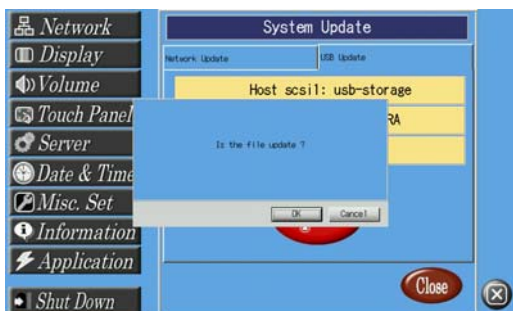 Network
Display
Volume
Touch Panel
Server
Date & Time
Misc. Set
Information
Application
Shut Down
System Update
Network Update
USB Update
Host scsi1: usb-storage
RA
Is the file update ?
OK
Cancel
Close